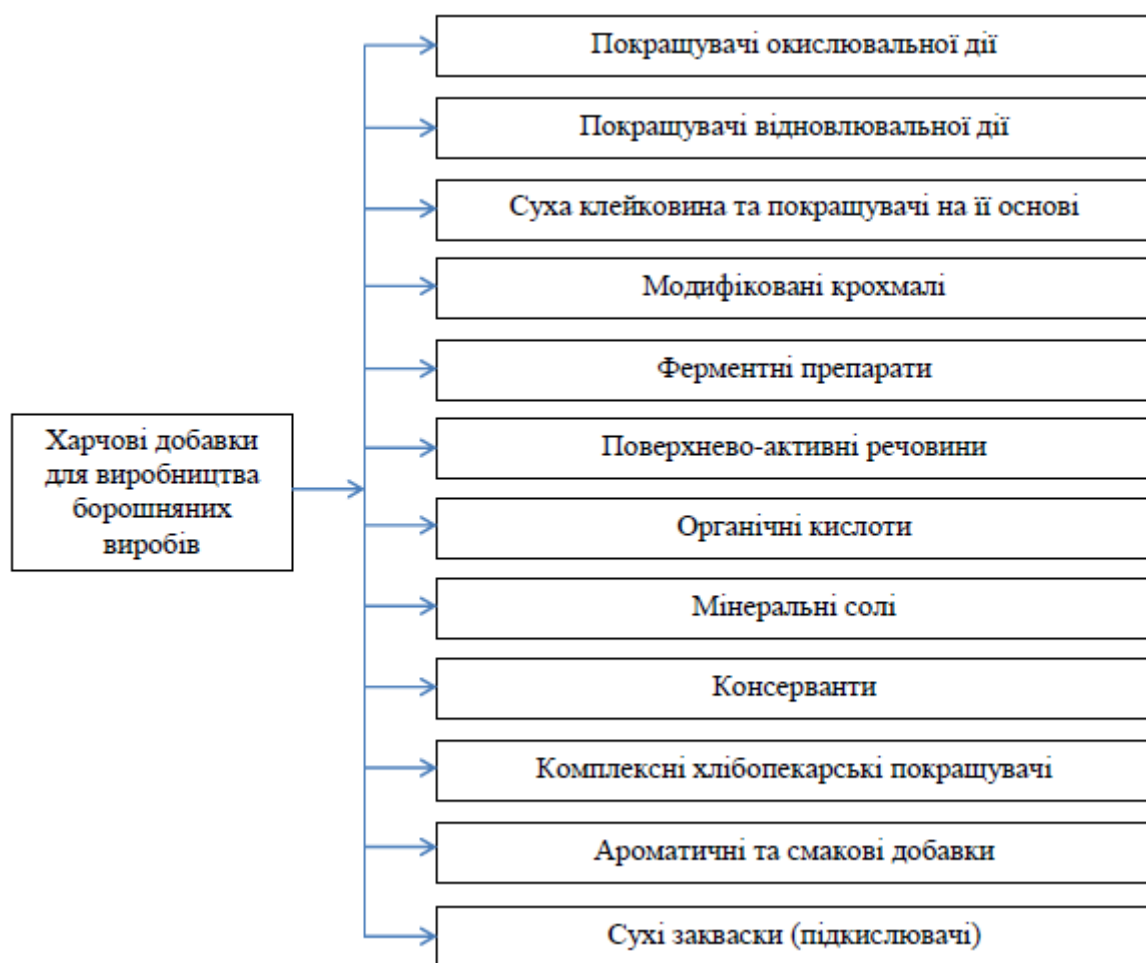 Покращувачі окислювальної дії
Покращувачі відновлювальної дії
Суха клейковина та покращувачі на її основі
Модифіковані крохмалі
Ферментні препарати
Харчові добавки
для виробництва
борошняних
виробів
Поверхнево-активні речовини
Органічні кислоти
Мінеральні солі
Консерванти
Комплексні хлібопекарські покращувачі
Ароматичні та смакові добавки
Сухі закваски (підкислювачі)